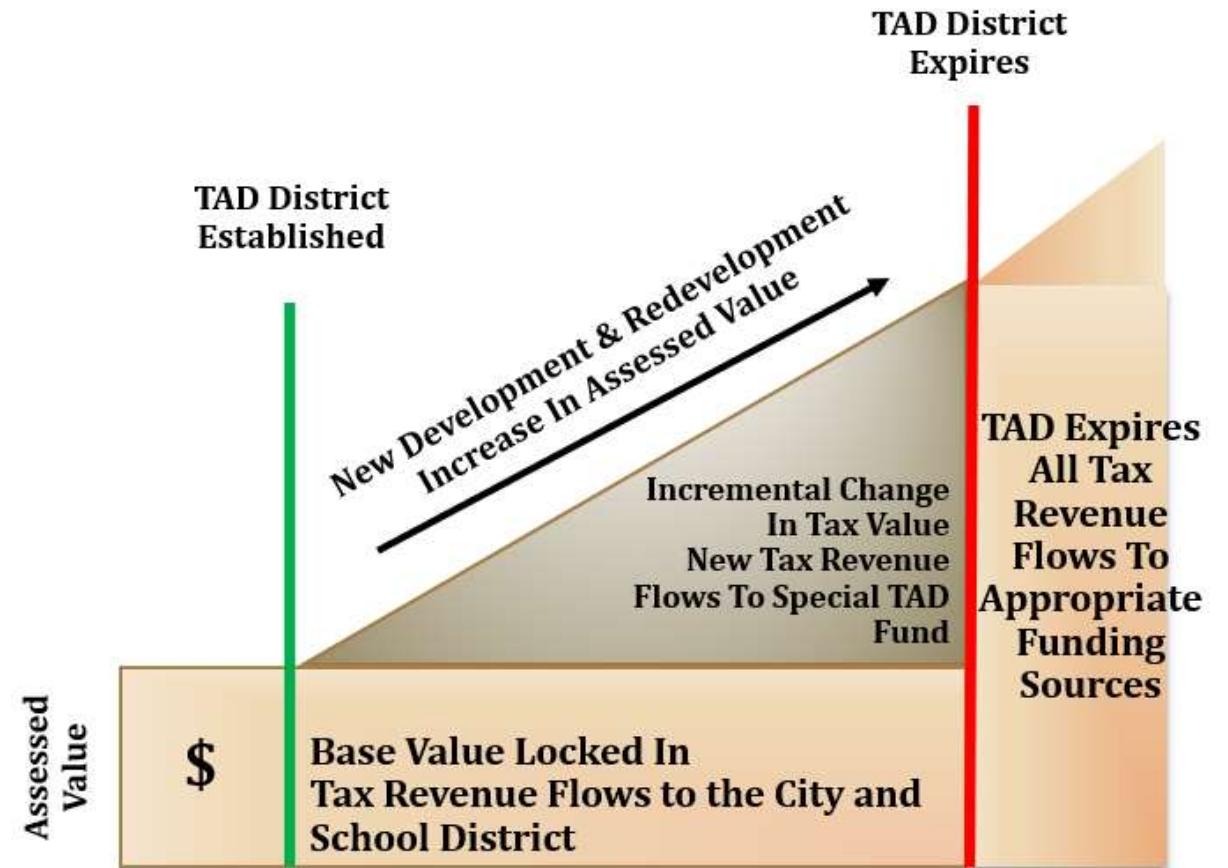 TAD District
Expires
TAD District
Established
New Development & Redevelopment
Increase In Assessed Value
Incremental Change
In Tax Value
New Tax Revenue
Flows To Special TAD
Fund
TAD Expires
All Tax
Revenue
Flows To
Appropriate
Funding
Sources
Assessed
Value
$
Base Value Locked In
Tax Revenue Flows to the City and
School District